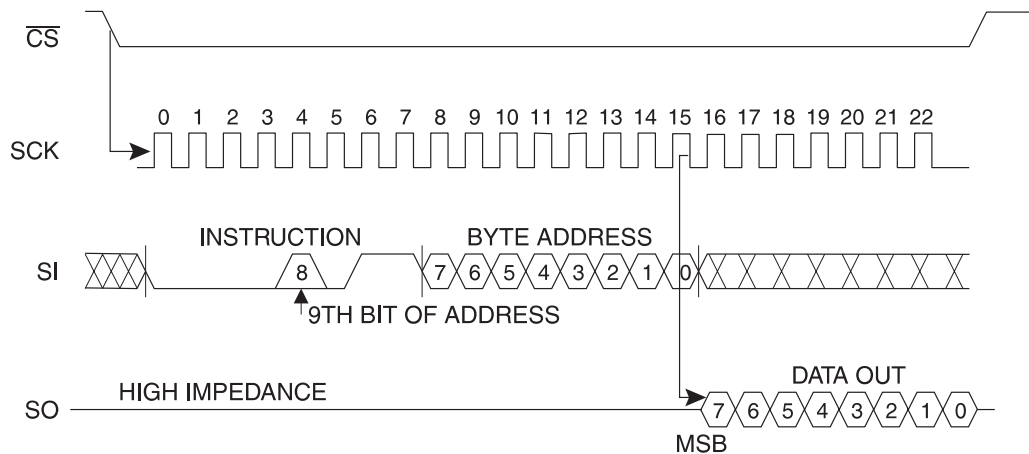 CS
0 1 2 3 4 5 6 7 8 9 10 11 12 13 14 15 16 17 18 19 20 21 22
SCK
INSTRUCTION BYTE ADDRESS
SI 8 7 6 5 4 3 2 1 0
9TH BIT OF ADDRESS
HIGH IMPEDANCE DATA OUT
SO 7 6 5 4 3 2 1 0
MSB